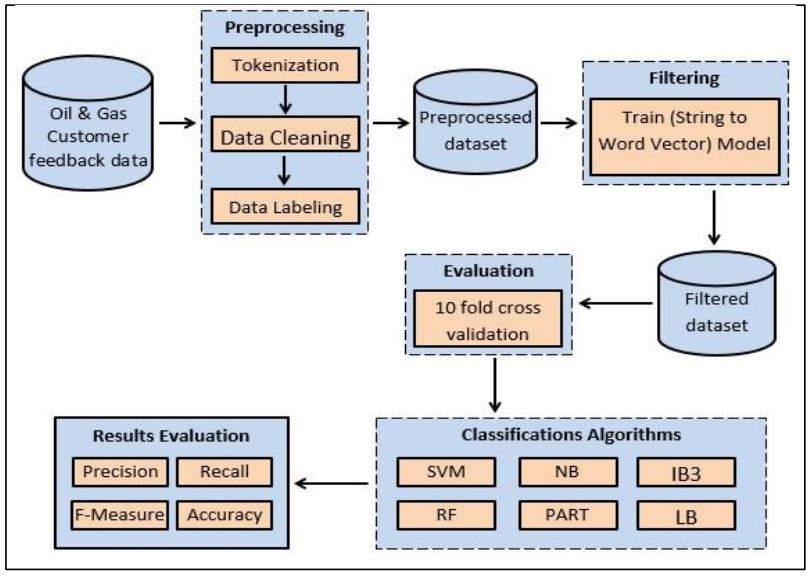 Preprocessing
Tokenization
Data Cleaning
Data Labeling
Oil & Gas
Customer
feedback data
Preprocessed
dataset
Filtering
Train (String to
Word Vector) Model
Filtered
dataset
Evaluation
10 fold cross
validation
Classifications Algorithms
SVM
NB
IB3
RF
PART
LB
Results Evaluation
Precision
Recall
F-Measure
Accuracy